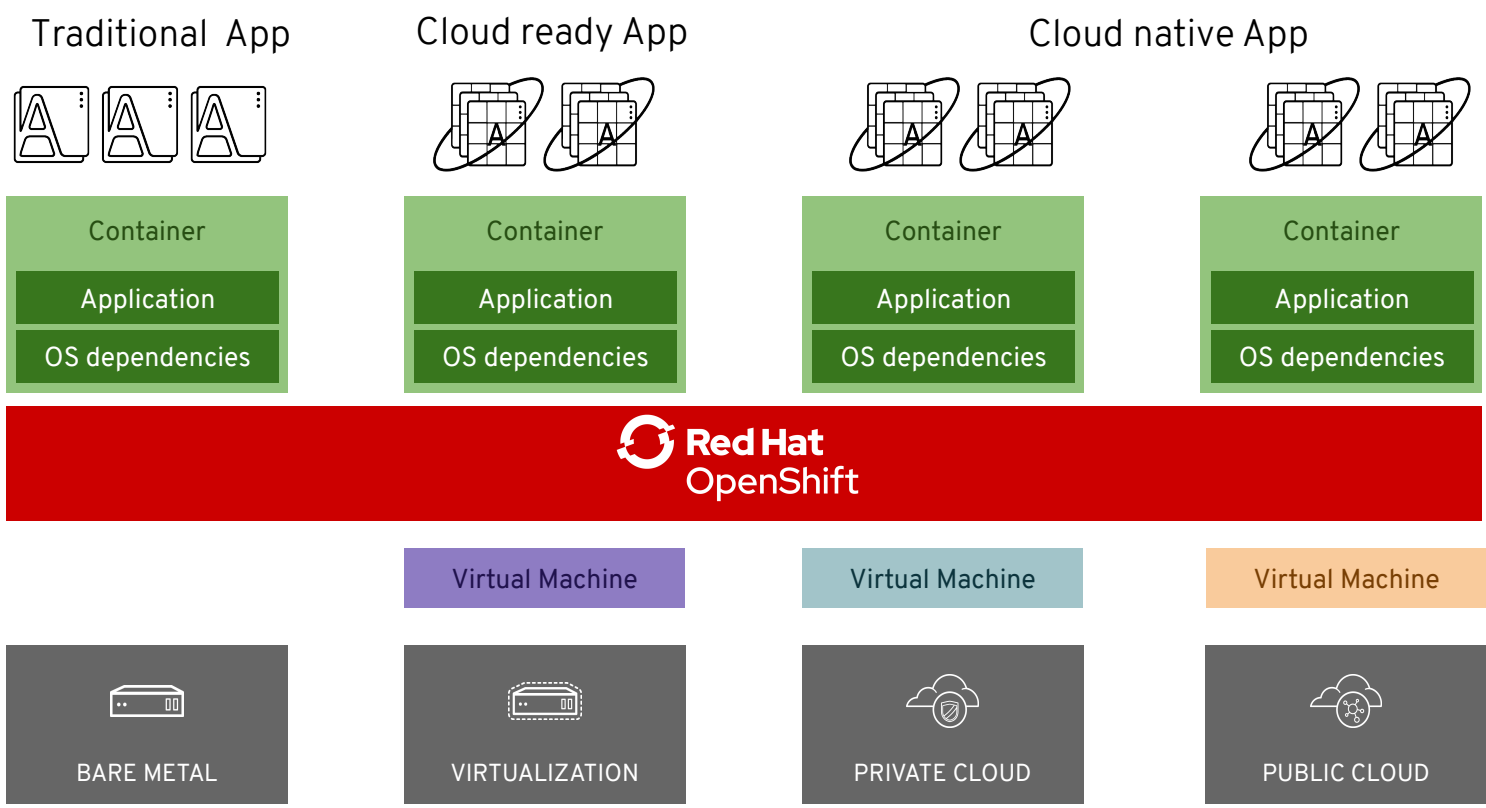 Traditional App
Cloud ready App
Cloud native App
A
A
A
A
A
A
A
A
A
Container
Container
Container
Container
Application
Application
Application
Application
OS dependencies
OS dependencies
OS dependencies
OS dependencies
Red Hat
OpenShift
Virtual Machine
Virtual Machine
Virtual Machine
BARE METAL
VIRTUALIZATION
PRIVATE CLOUD
PUBLIC CLOUD